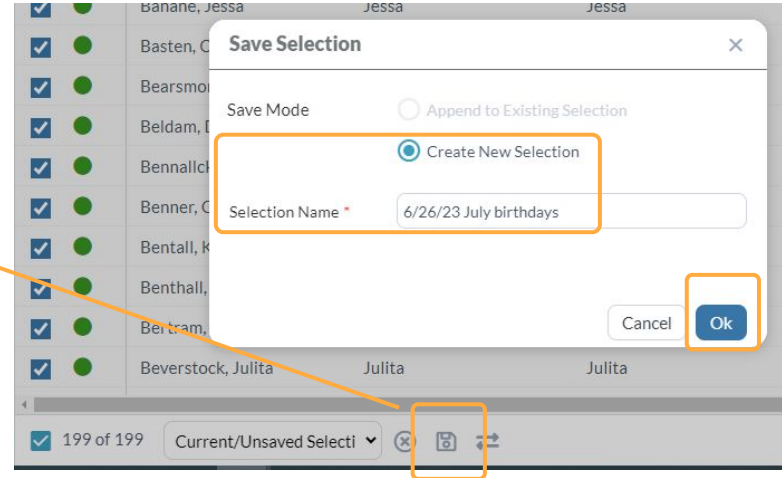 Banane, Jessa Jessa Jessa
Basten, C
Save Selection
Bearsmo
Save Mode Append to Existing Selection
Beldam,
Create New Selection
Bennallc
Benner, C
Selection Name * 6/26/23 July birthdays
Bentall, K
Benthall,
Bertram,
Cancel Ok
Beverstock, Julita Julita Julita
199 of 199 Current/Unsaved Selecti